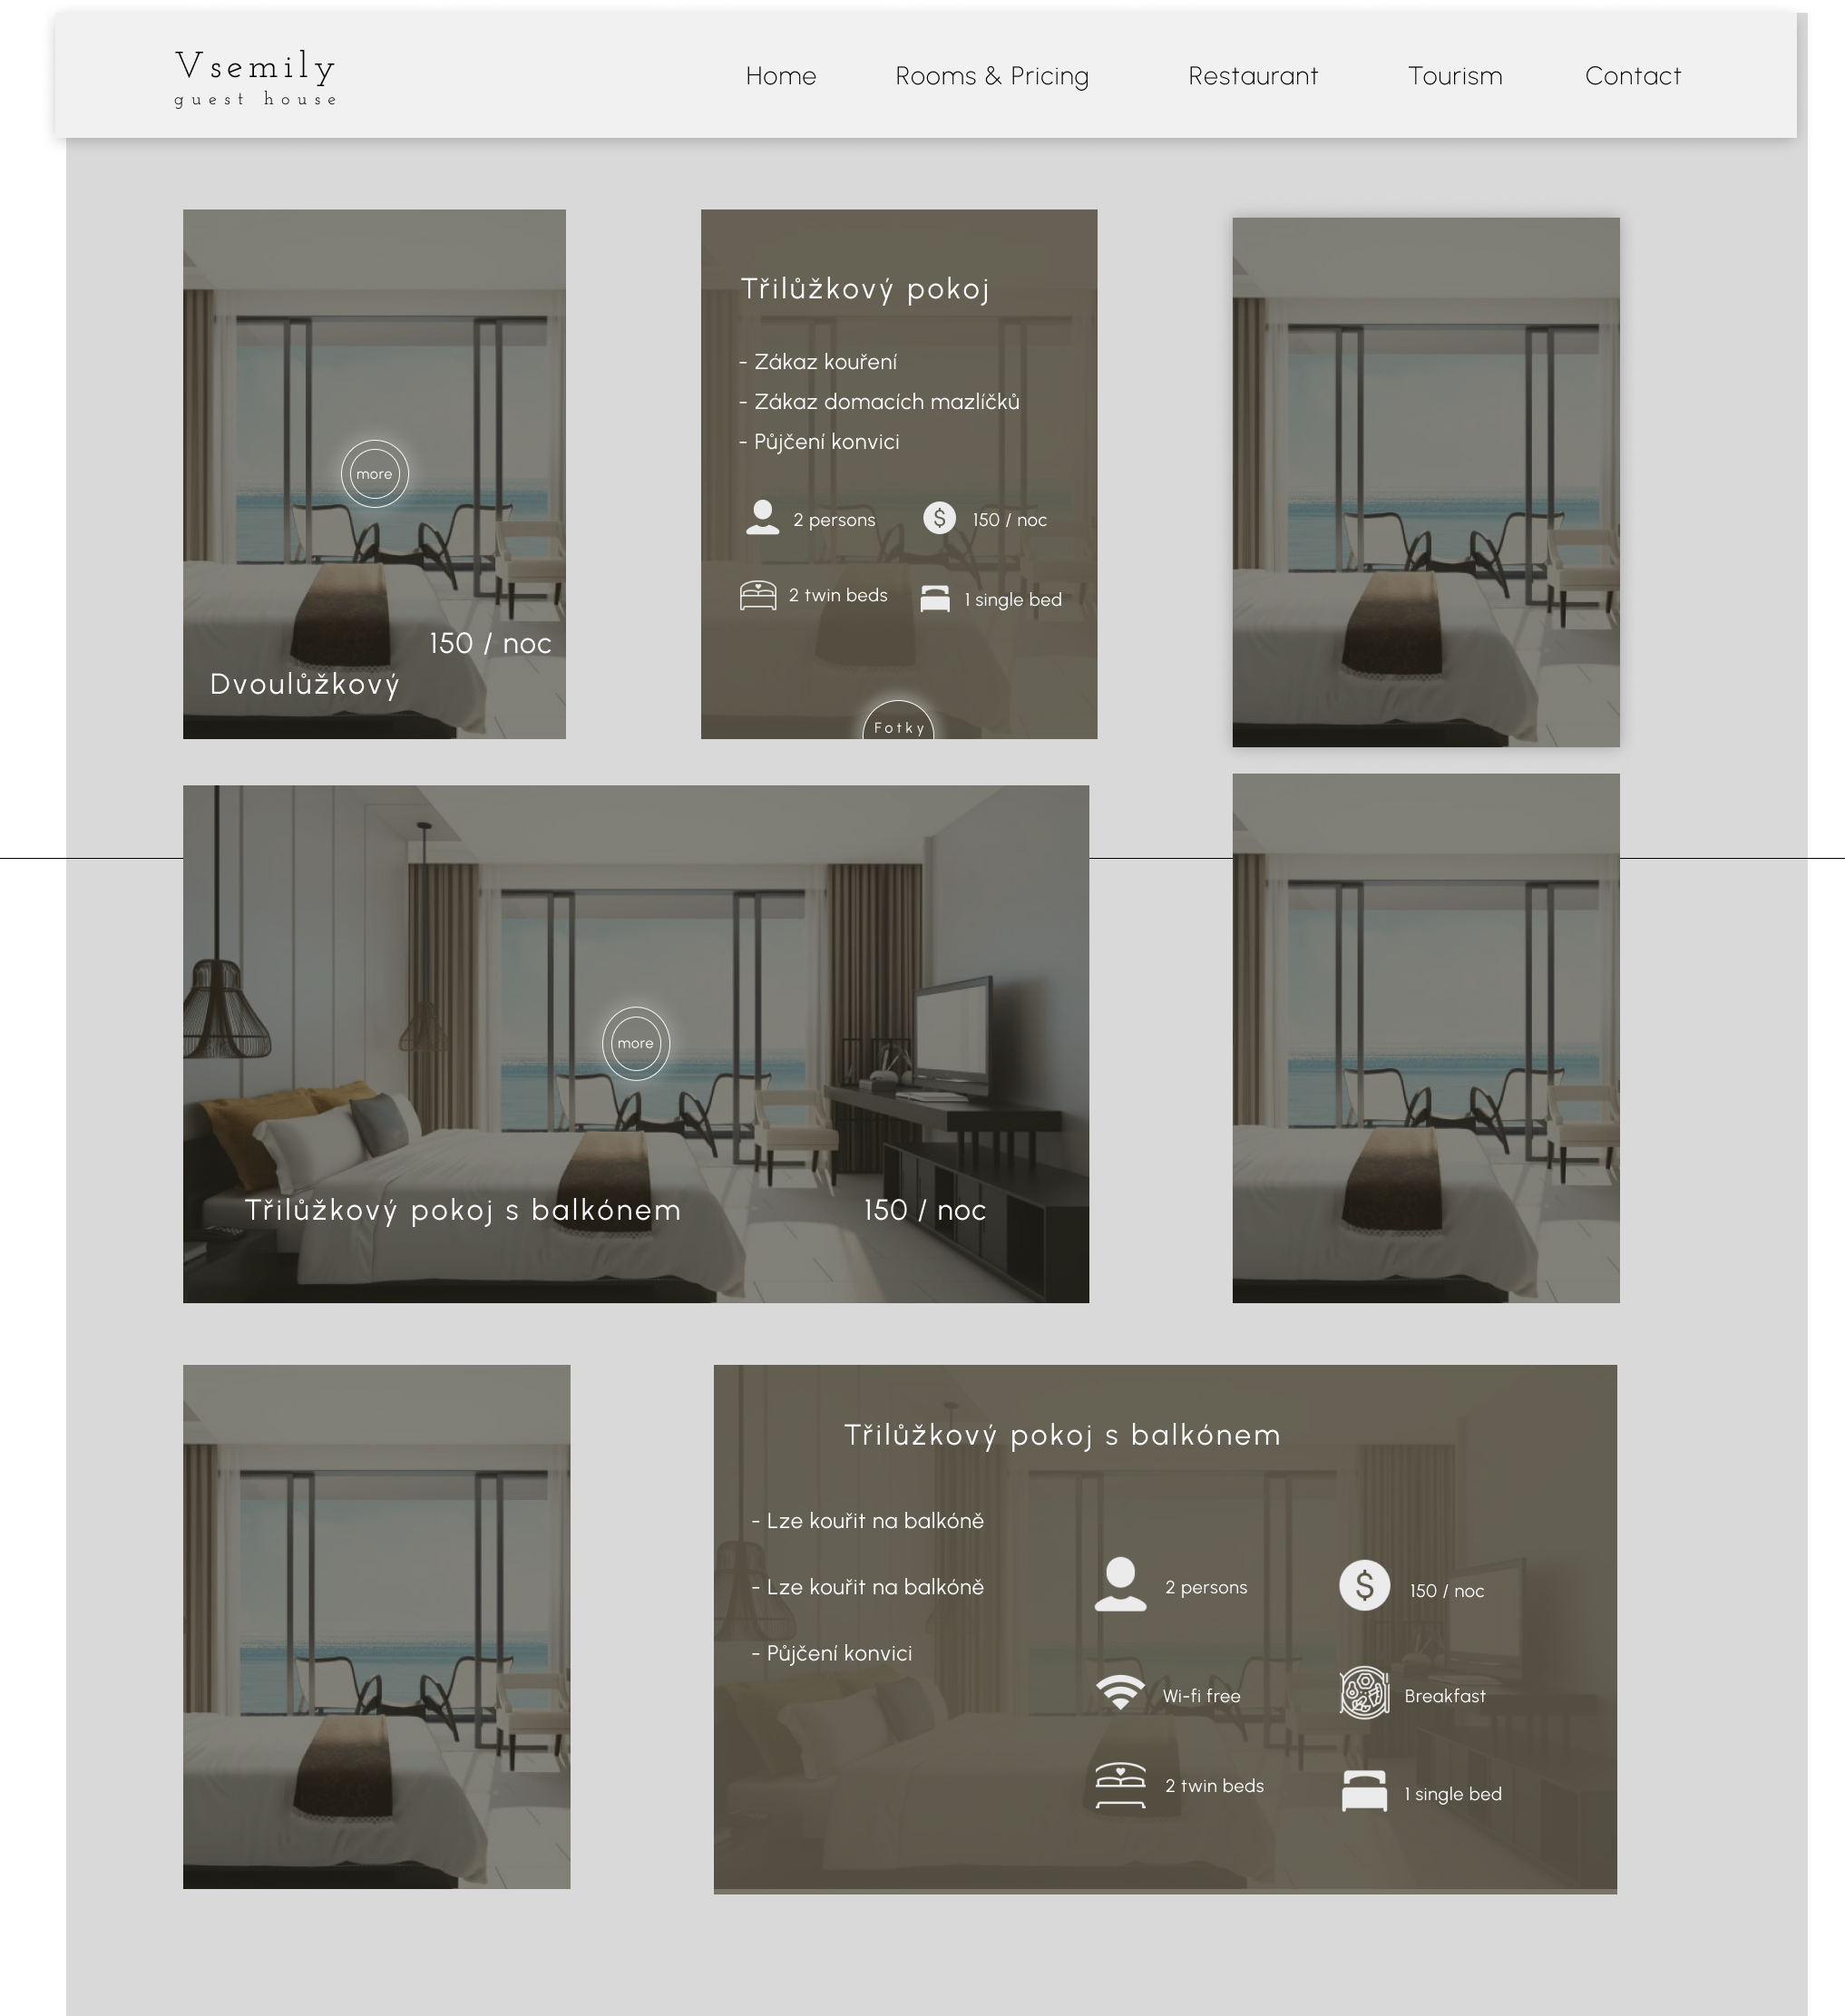 Vsemily
guest house
Home
Rooms & Pricing
Restaurant
Tourism
Contact
more
150 / noc
Dvoulůžkový
Třilůžkový pokoj
- Zákaz kouření
- Zákaz domacích mazlíčků
- Půjčení konvici
2 persons
$
150 / noc
2 twin beds
1 single bed
Fotky
more
Třilůžkový pokoj s balkónem
150 / noc
Třilůžkový pokoj s balkónem
- Lze kouřit na balkóně
- Lze kouřit na balkóně
- Půjčení konvici
2 persons
$
150 / noc
Wi-fi free
Breakfast
2 twin beds
1 single bed